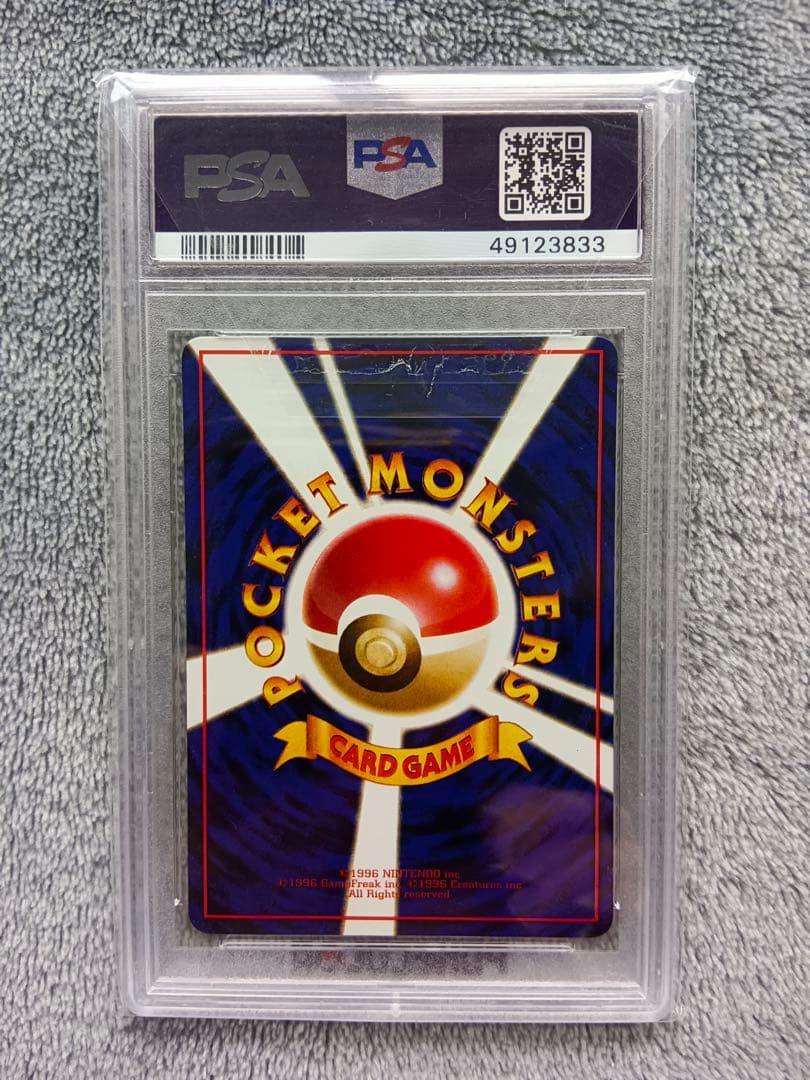 PSA
PSA
49123833
POCKET MONSTERS
CARD GAME
©1996 NINTENDO inc
©1996 GameFreak inc. ©1996 Creatures inc
All Rights reserved